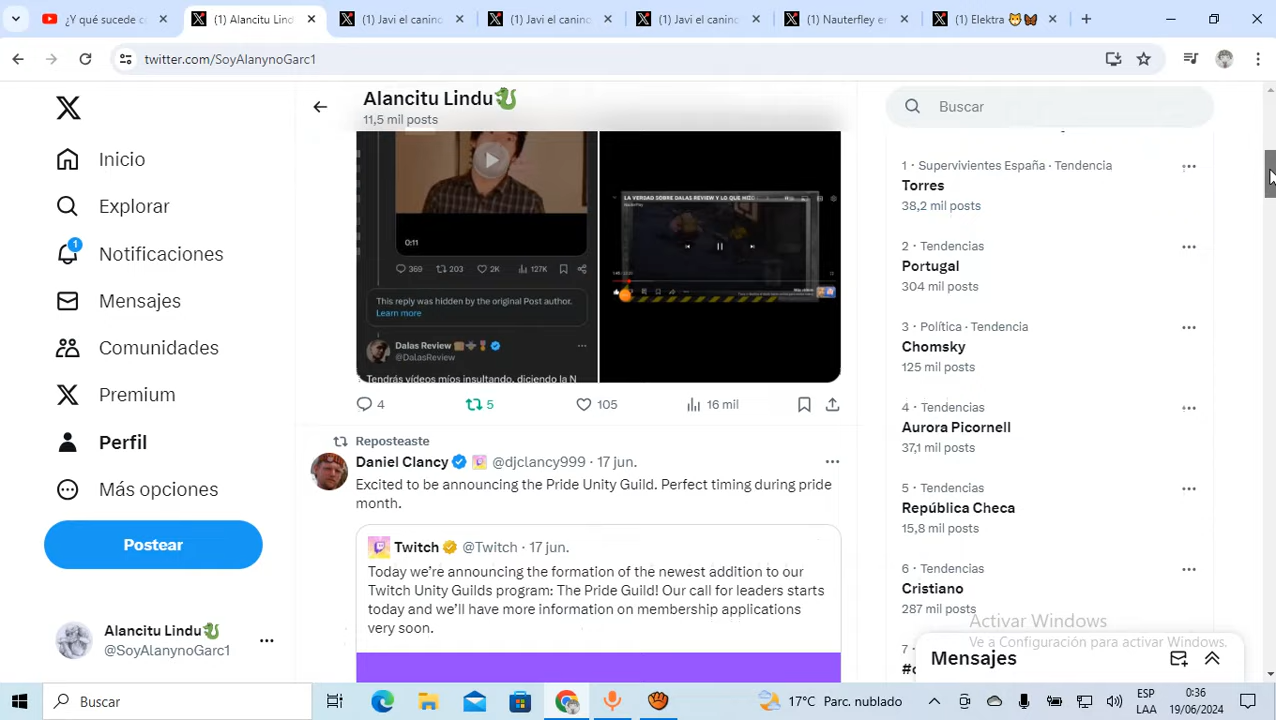 ¿Y qué sucede c
(1) Alancitu Lind
(1) Javi el canino
(1) Javi el canino
(1) Javi el canino
(1) Nauterfley e
(1) Elektra 🐱🦋
twitter.com/SoyAlanynoGarc1
Alancitu Lindu🐉
11,5 mil posts
Buscar
Inicio
Explorar
1
Notificaciones
Mensajes
Comunidades
Premium
Perfil
Más opciones
Postear
Alancitu Lindu🐉
@SoyAlanynoGarc1
0:11
369 203 2K 127K
This reply was hidden by the original Post author.
Learn more
Dalas Review
@DalasReview
Tendrás vídeos míos insultando, diciendo la N
LA VERDAD SOBRE DALAS REVIEW Y LO QUE HIZO
4 5 105 16 mil
Reposteaste
Daniel Clancy @djclancy999 · 17 jun.
Excited to be announcing the Pride Unity Guild. Perfect timing during pride
month.
Twitch @Twitch · 17 jun.
Today we’re announcing the formation of the newest addition to our
Twitch Unity Guilds program: The Pride Guild! Our call for leaders starts
today and we’ll have more information on membership applications
very soon.
1 · Supervivientes España · Tendencia
Torres
38,2 mil posts
2 · Tendencias
Portugal
304 mil posts
3 · Política · Tendencia
Chomsky
125 mil posts
4 · Tendencias
Aurora Picornell
37,1 mil posts
5 · Tendencias
República Checa
15,8 mil posts
6 · Tendencias
Cristiano
287 mil posts
7
Activar Windows
Ve a Configuración para activar Windows.
Mensajes
Buscar
17°C Parc. nublado
ESP
LAA
0:36
19/06/2024